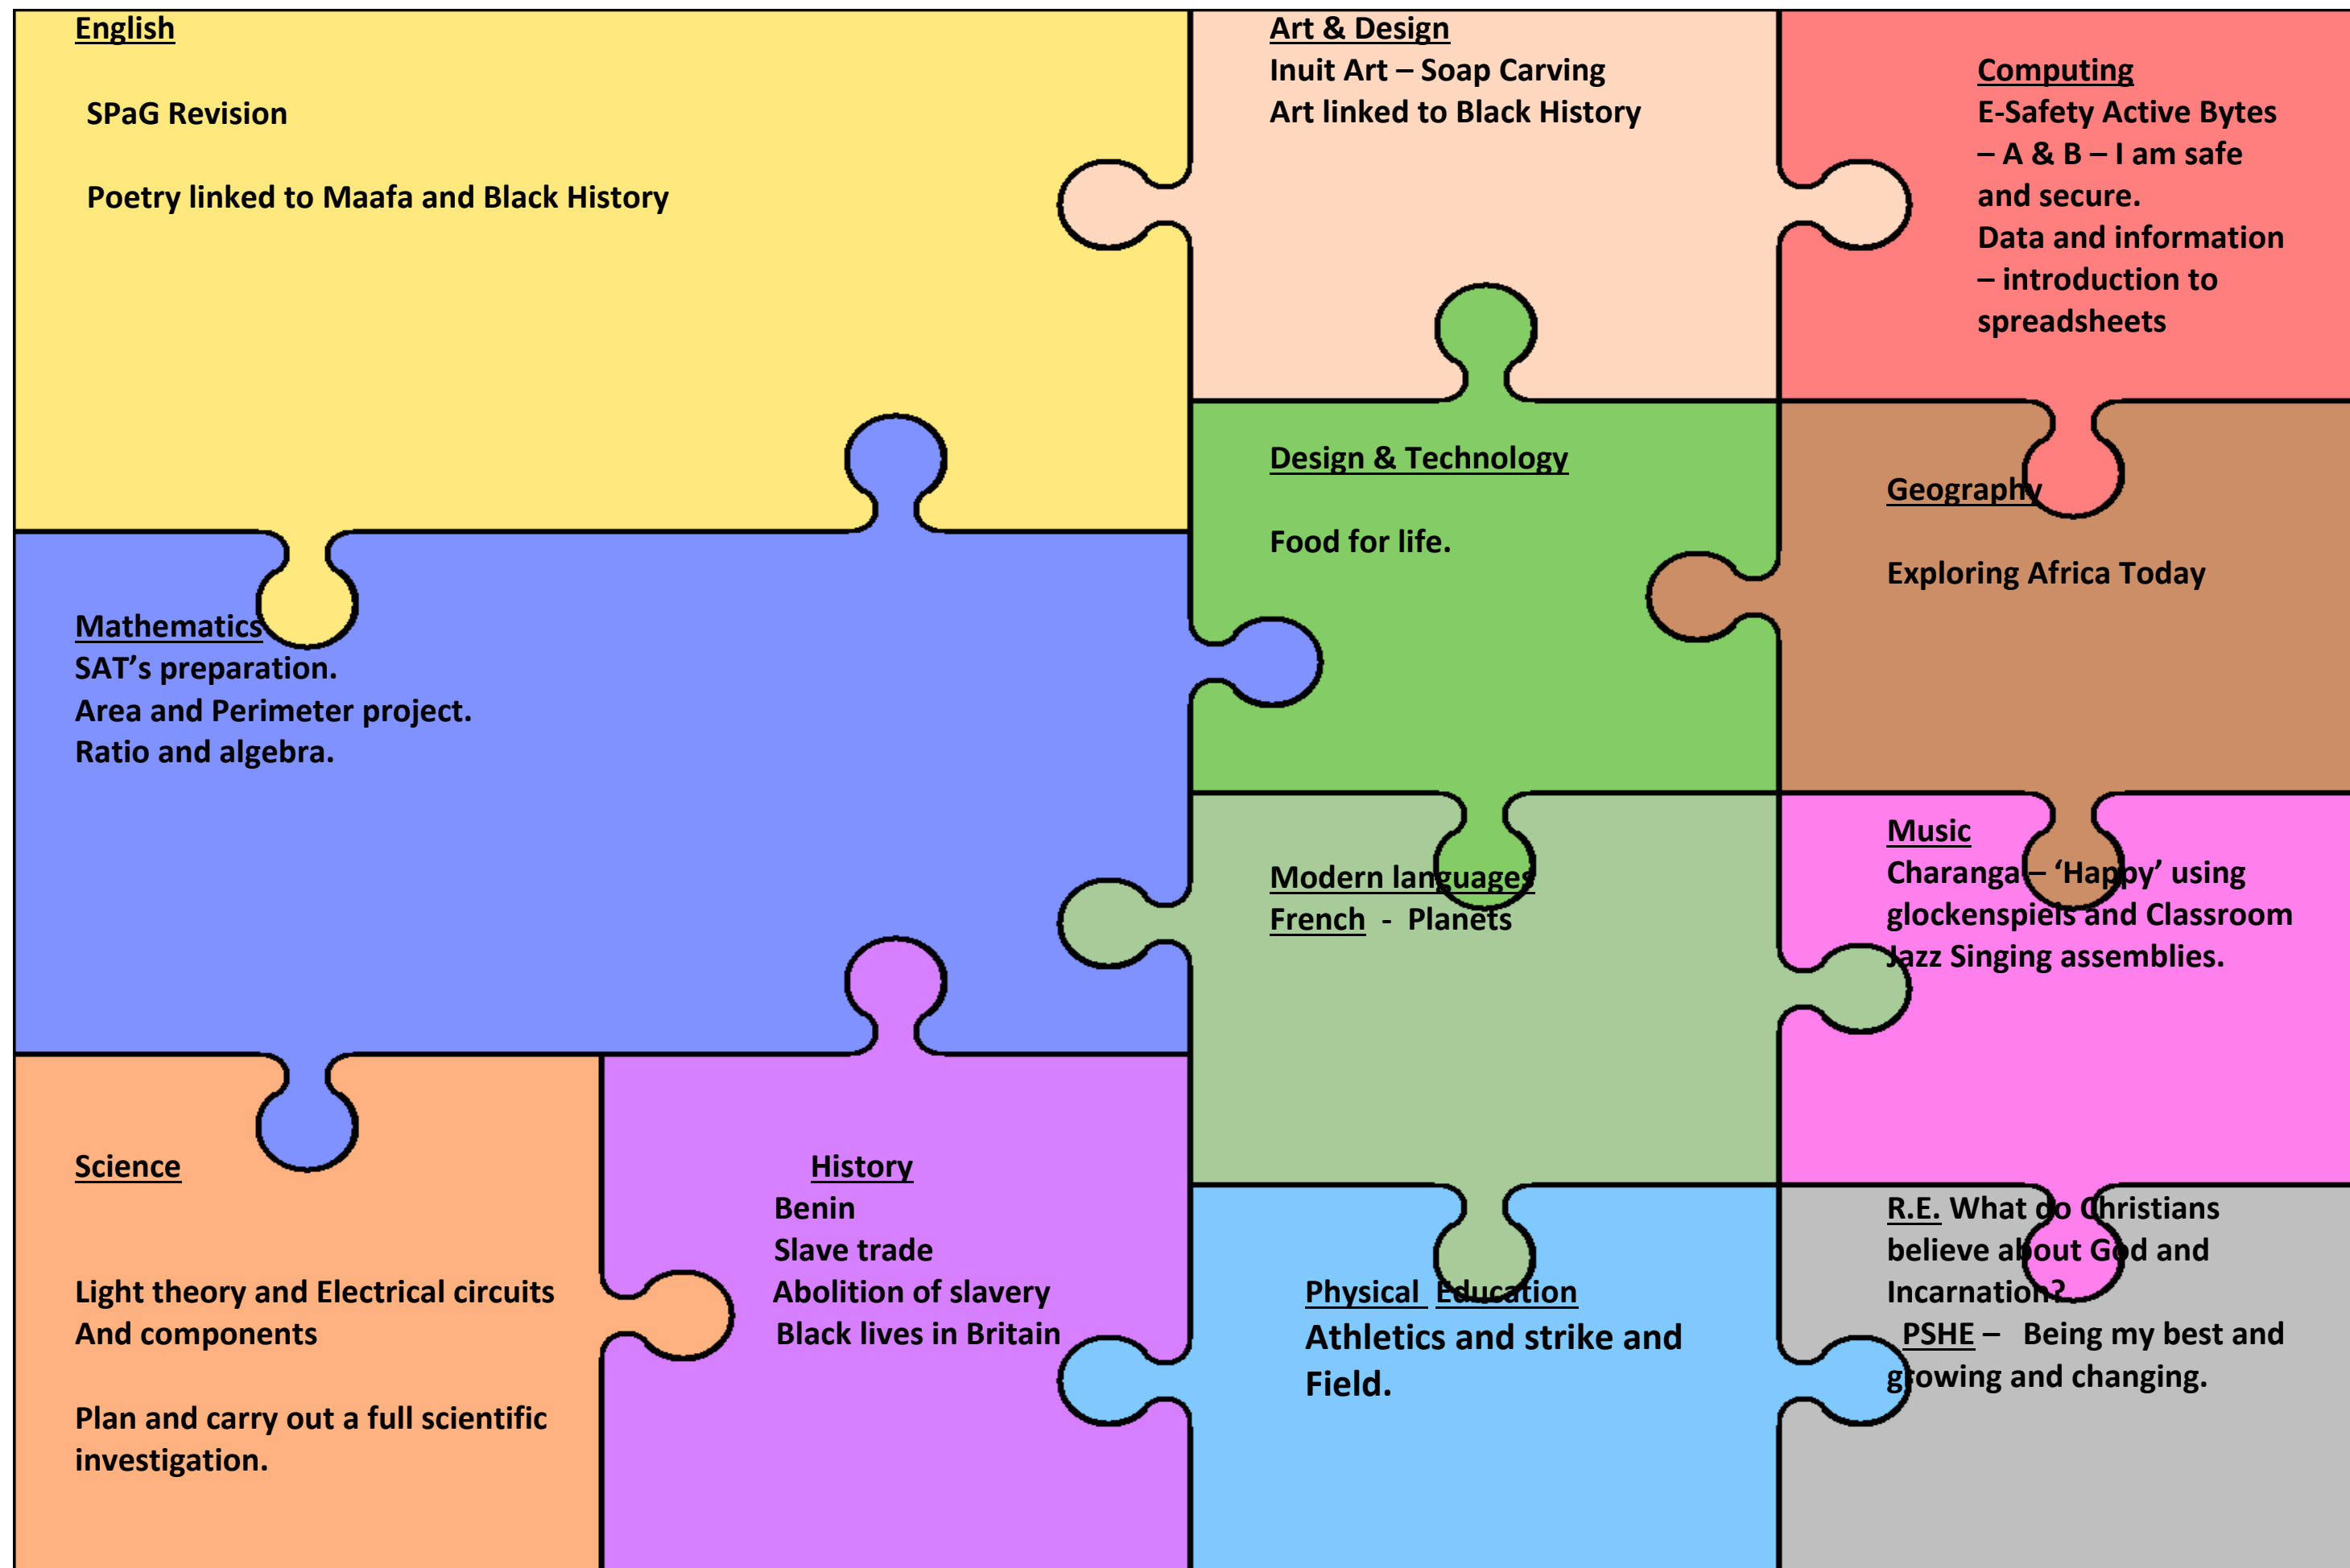 English
SPaG Revision
Poetry linked to Maafa and Black History
Art & Design
Inuit Art – Soap Carving
Art linked to Black History
Computing
E-Safety Active Bytes
– A & B – I am safe
and secure.
Data and information
– introduction to
spreadsheets
Mathematics
SAT’s preparation.
Area and Perimeter project.
Ratio and algebra.
Design & Technology
Food for life.
Geography
Exploring Africa Today
Modern languages
French - Planets
Music
Charanga – ‘Happy’ using
glockenspiels and Classroom
Jazz Singing assemblies.
Science
Light theory and Electrical circuits
And components
Plan and carry out a full scientific
investigation.
History
Benin
Slave trade
Abolition of slavery
Black lives in Britain
Physical Education
Athletics and strike and
Field.
R.E. What do Christians
believe about God and
Incarnation?
PSHE – Being my best and
growing and changing.